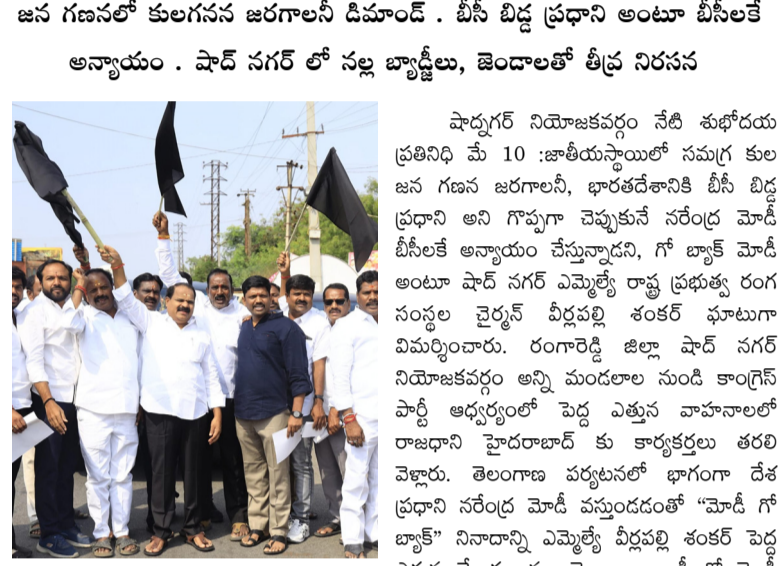 జన గణనలో కులగనన జరగాలనీ డిమాండ్ . బీసీ బిడ్డ ప్రధాని అంటూ బీసీలకే
అన్యాయం . షాద్ నగర్ లో నల్ల బ్యాడ్జీలు, జెండాలతో తీవ్ర నిరసన
షాద్నగర్ నియోజకవర్గం నేటి శుభోదయ
ప్రతినిధి మే 10 :జాతీయస్థాయిలో సమగ్ర కుల
జన గణన జరగాలనీ, భారతదేశానికి బీసీ బిడ్డ
ప్రధాని అని గొప్పగా చెప్పుకునే నరేంద్ర మోడీ
బీసీలకే అన్యాయం చేస్తున్నాడని, గో బ్యాక్ మోడీ
అంటూ షాద్ నగర్ ఎమ్మెల్యే రాష్ట్ర ప్రభుత్వ రంగ
సంస్థల చైర్మన్ వీర్లపల్లి శంకర్ ఘాటుగా
విమర్శించారు. రంగారెడ్డి జిల్లా షాద్ నగర్
నియోజకవర్గం అన్ని మండలాల నుండి కాంగ్రెస్
పార్టీ ఆధ్వర్యంలో పెద్ద ఎత్తున వాహనాలలో
రాజధాని హైదరాబాద్ కు కార్యకర్తలు తరలి
వెళ్లారు. తెలంగాణ పర్యటనలో భాగంగా దేశ
ప్రధాని నరేంద్ర మోడీ వస్తుండడంతో “మోడీ గో
బ్యాక్” నినాదాన్ని ఎమ్మెల్యే వీర్లపల్లి శంకర్ పెద్ద